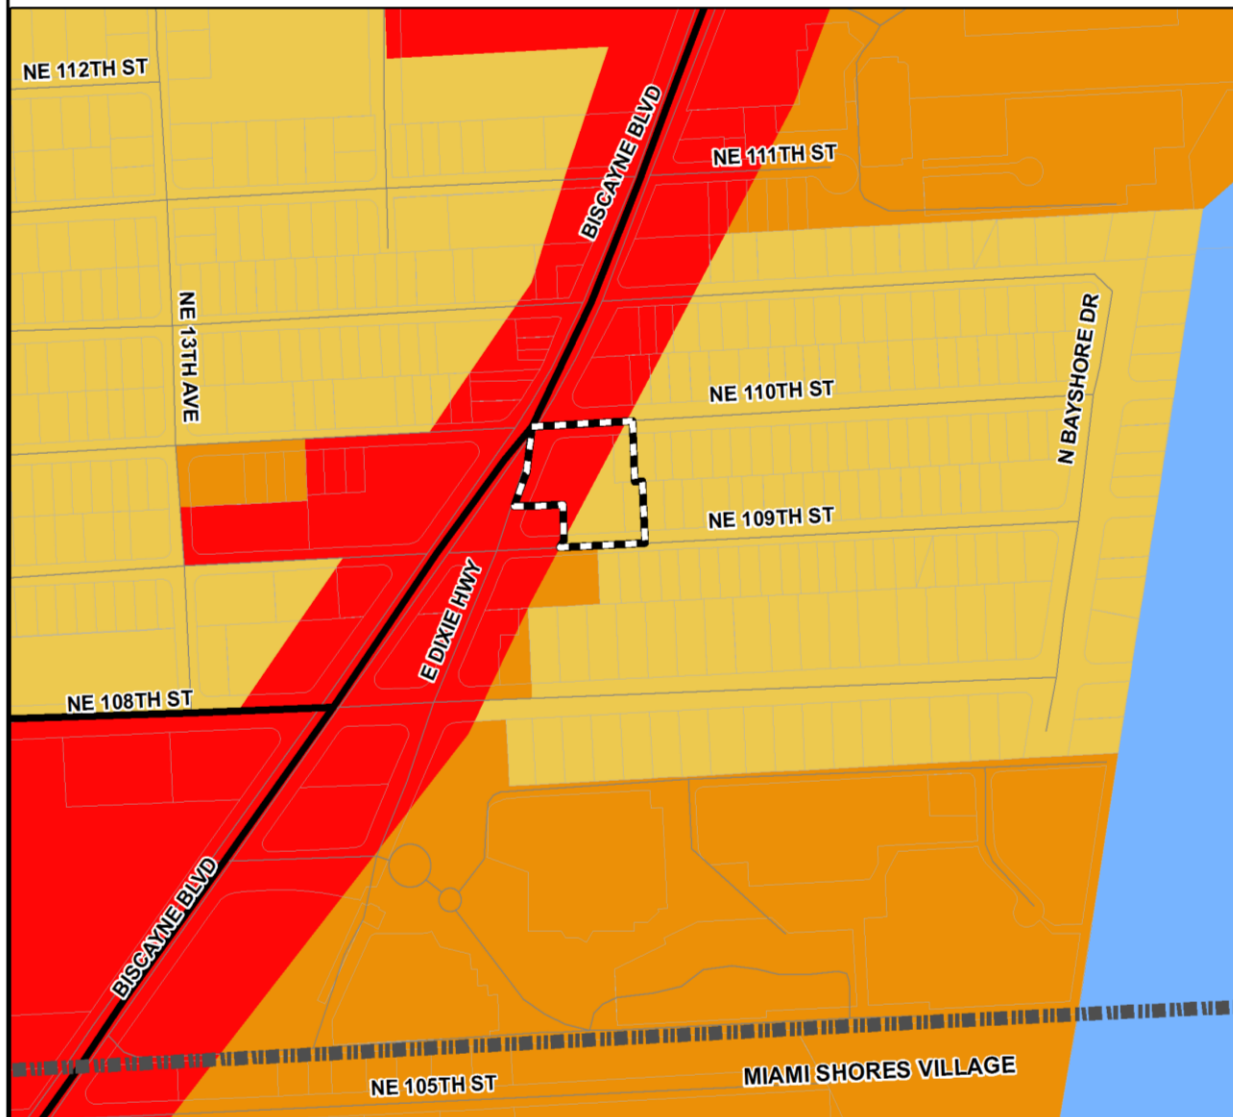 NE 112TH ST
BISCAYNE BLVD
NE 111TH ST
NE 13TH AVE
N BAYSHORE DR
NE 110TH ST
NE 109TH ST
E DIXIE HWY
NE 108TH ST
BISCAYNE BLVD
NE 105TH ST
MIAMI SHORES VILLAGE